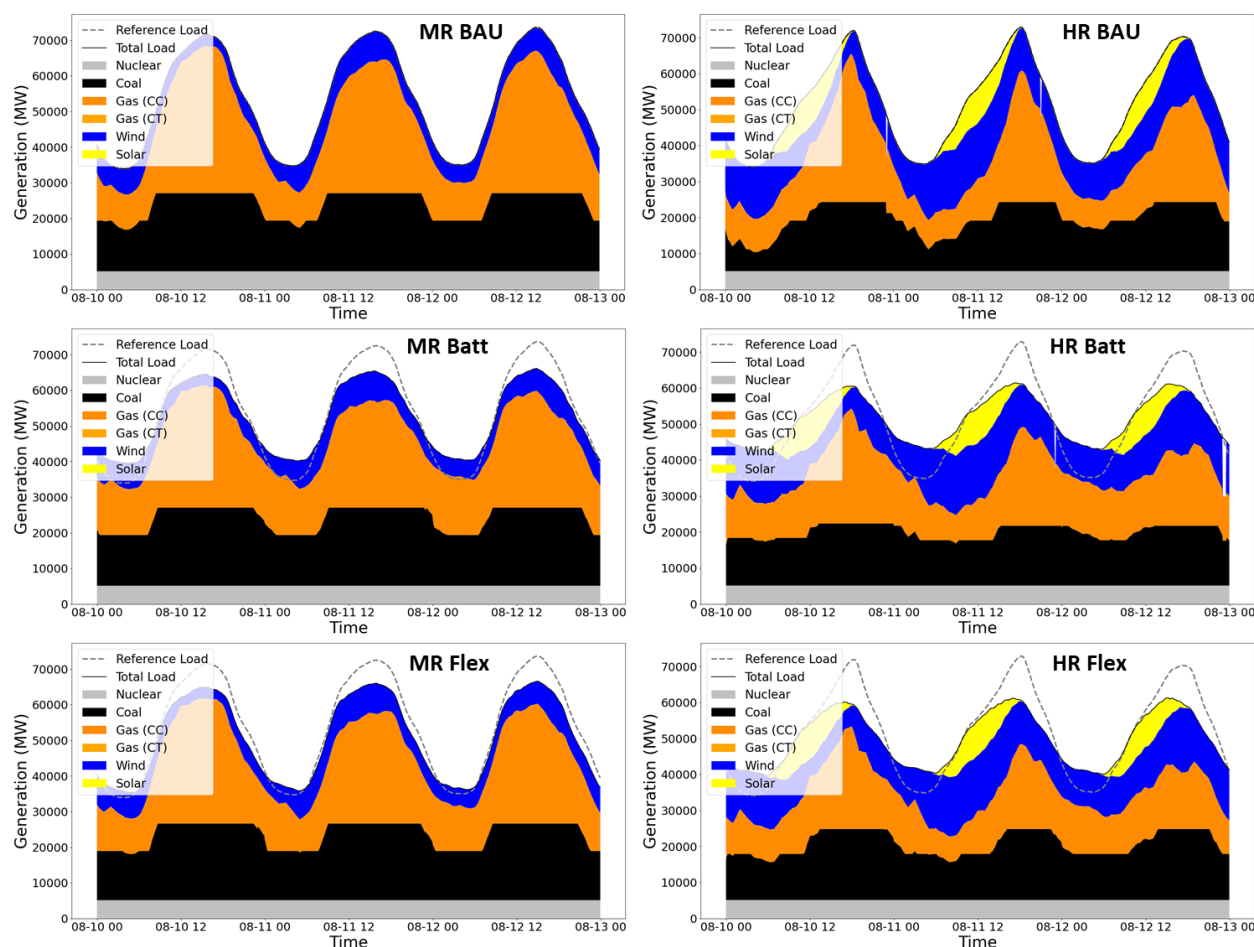 MR BAU
Generation (MW)
70000
60000
50000
40000
30000
20000
10000
0
Reference Load
Total Load
Nuclear
Coal
Gas (CC)
Gas (CT)
Wind
Solar
08-10 00 08-10 12 08-11 00 08-11 12 08-12 00 08-12 12 08-13 00
Time
HR BAU
Generation (MW)
70000
60000
50000
40000
30000
20000
10000
0
Reference Load
Total Load
Nuclear
Coal
Gas (CC)
Gas (CT)
Wind
Solar
08-10 00 08-10 12 08-11 00 08-11 12 08-12 00 08-12 12 08-13 00
Time
MR Batt
Generation (MW)
70000
60000
50000
40000
30000
20000
10000
0
Reference Load
Total Load
Nuclear
Coal
Gas (CC)
Gas (CT)
Wind
Solar
08-10 00 08-10 12 08-11 00 08-11 12 08-12 00 08-12 12 08-13 00
Time
HR Batt
Generation (MW)
70000
60000
50000
40000
30000
20000
10000
0
Reference Load
Total Load
Nuclear
Coal
Gas (CC)
Gas (CT)
Wind
Solar
08-10 00 08-10 12 08-11 00 08-11 12 08-12 00 08-12 12 08-13 00
Time
MR Flex
Generation (MW)
70000
60000
50000
40000
30000
20000
10000
0
Reference Load
Total Load
Nuclear
Coal
Gas (CC)
Gas (CT)
Wind
Solar
08-10 00 08-10 12 08-11 00 08-11 12 08-12 00 08-12 12 08-13 00
Time
HR Flex
Generation (MW)
70000
60000
50000
40000
30000
20000
10000
0
Reference Load
Total Load
Nuclear
Coal
Gas (CC)
Gas (CT)
Wind
Solar
08-10 00 08-10 12 08-11 00 08-11 12 08-12 00 08-12 12 08-13 00
Time